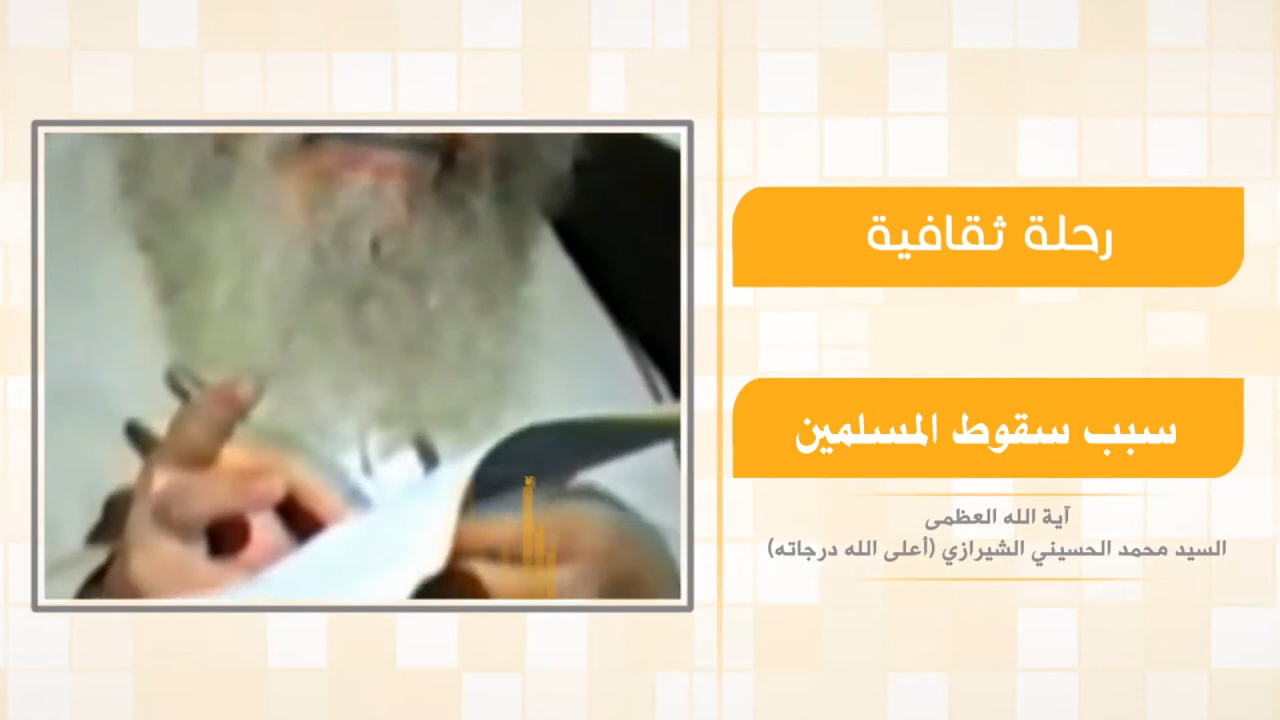 رحلة ثقافية
سبب سقوط المسلمين
آية الله العظمى
السيد محمد الحسيني الشيرازي (أعلى الله درجاته)